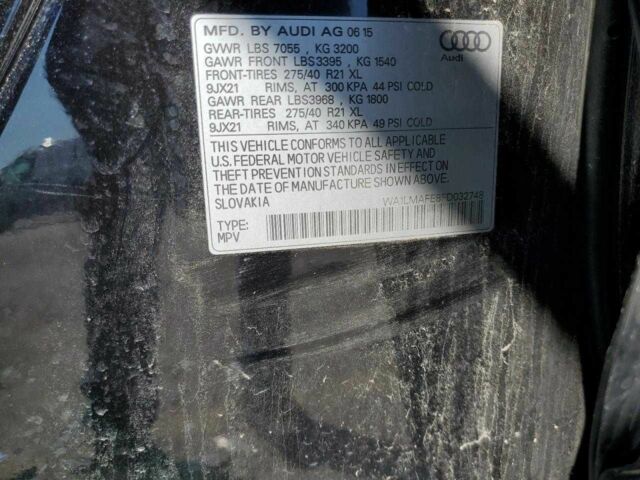 MFD. BY AUDI AG 06 15
GVWR LBS 7055 , KG 3200
GAWR FRONT LBS3395 , KG 1540
FRONT-TIRES 275/40 R21 XL
9JX21 RIMS, AT 300 KPA 44 PSI COLD
GAWR REAR LBS3968 , KG 1800
REAR-TIRES 275/40 R21 XL
9JX21 RIMS, AT 340 KPA 49 PSI COLD
Audi
THIS VEHICLE CONFORMS TO ALL APPLICABLE
U.S. FEDERAL MOTOR VEHICLE SAFETY AND
THEFT PREVENTION STANDARDS IN EFFECT ON
THE DATE OF MANUFACTURE SHOWN ABOVE.
SLOVAKIA
TYPE:
MPV